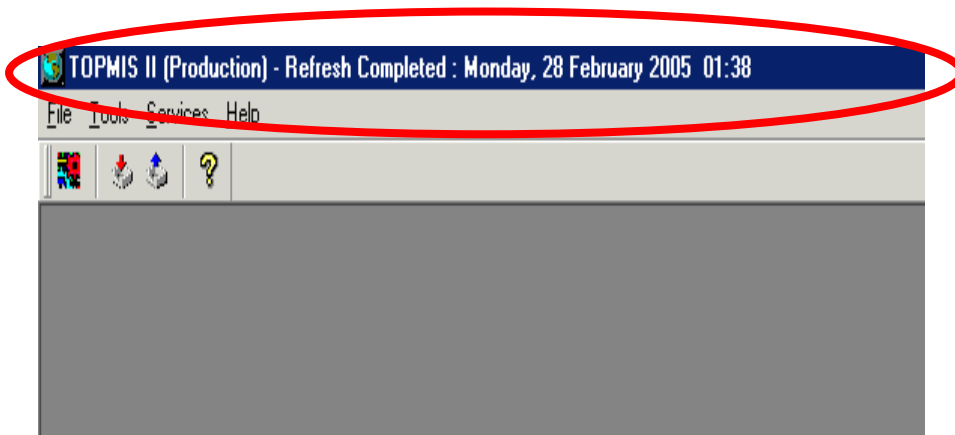 TOPMIS II (Production) - Refresh Completed : Monday, 28 February 2005 01:38
File Tools Services Help